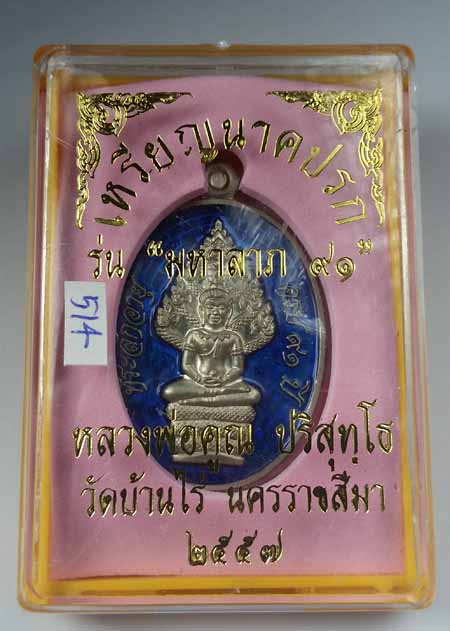 เหรียญนาคปรก
รุ่น "มหาลาภ ๙๑"
514
หลวงพ่อคูณ ปริสุทฺโธ
วัดบ้านไร่ นครราชสีมา
๒๕๕๗